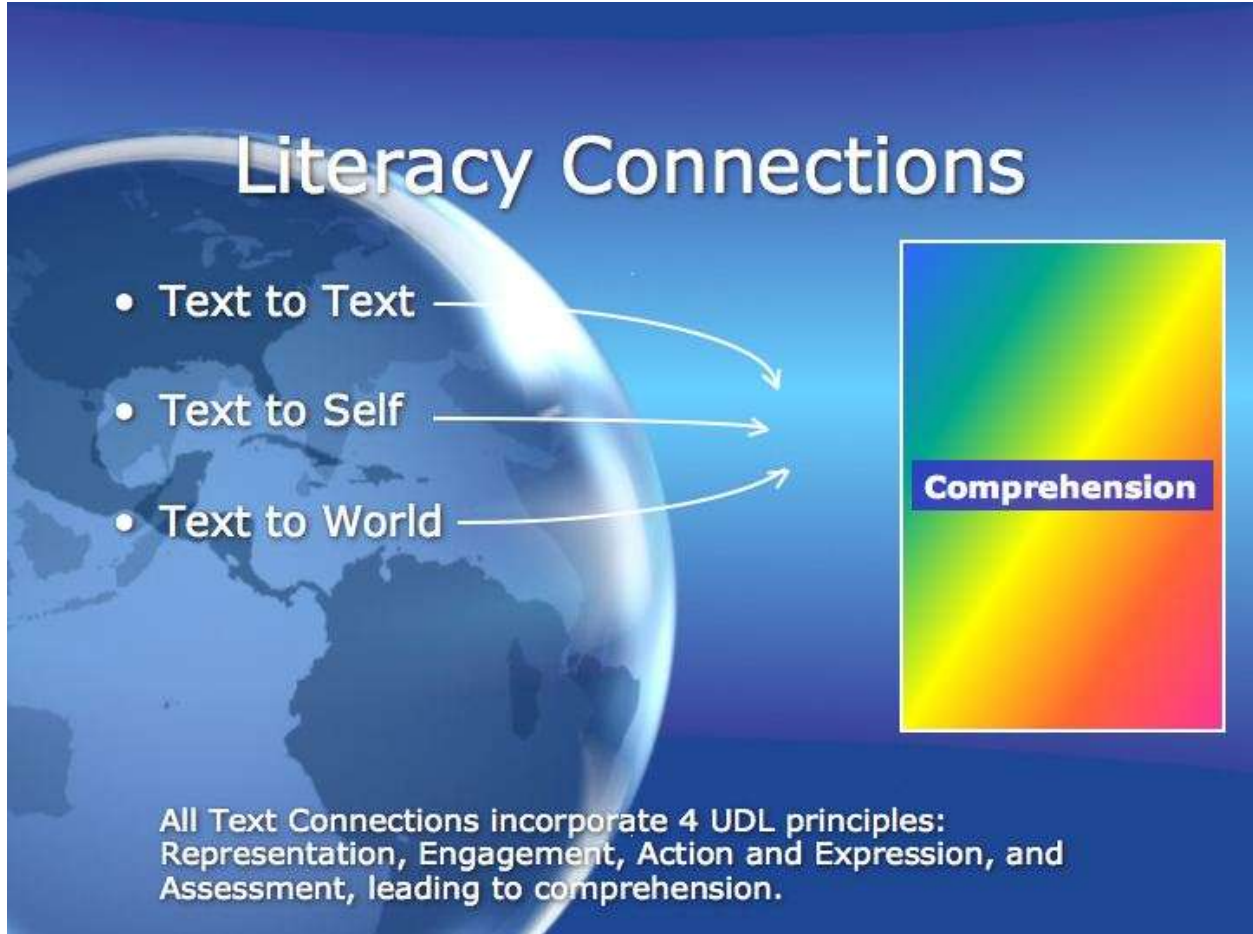 Literacy Connections
• Text to Text
• Text to Self
• Text to World
Comprehension
All Text Connections incorporate 4 UDL principles:
Representation, Engagement, Action and Expression, and
Assessment, leading to comprehension.